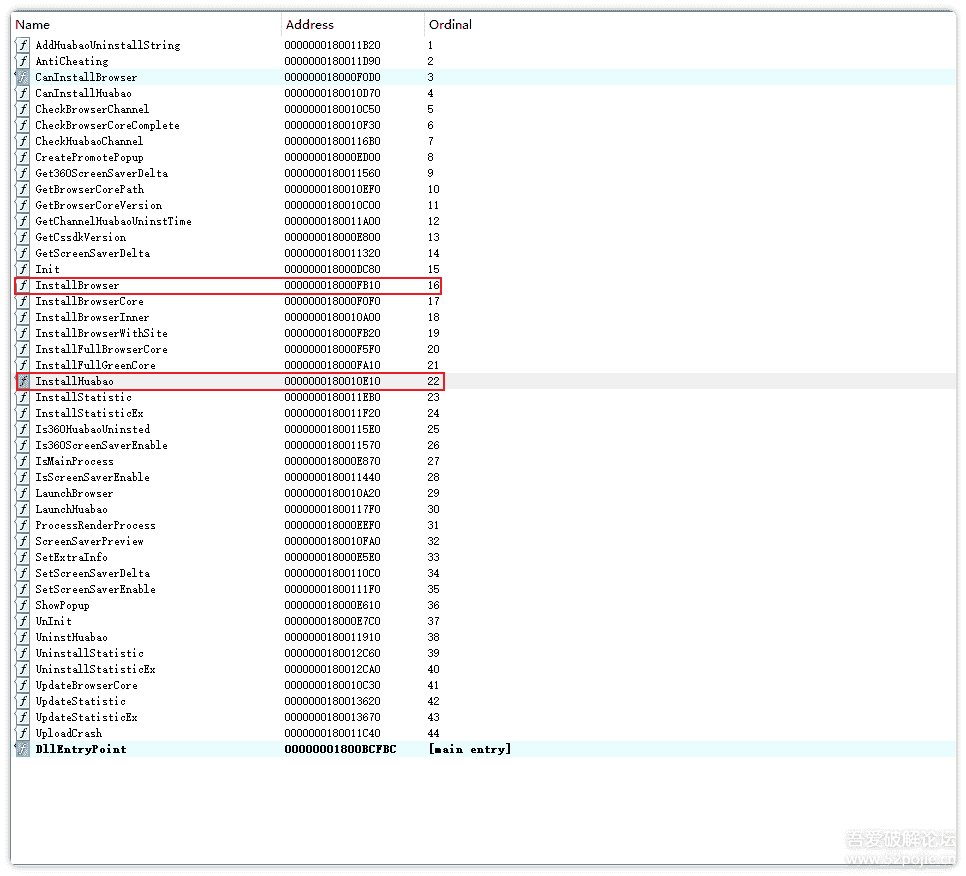 Name Address Ordinal
AddHuabaoUninstallString 0000000180011B20 1
AntiCheating 0000000180011D90 2
CanInstallBrowser 000000018000F0D0 3
CanInstallHuabao 0000000180010D70 4
CheckBrowserChannel 0000000180010C50 5
CheckBrowserCoreComplete 0000000180010F30 6
CheckHuabaoChannel 00000001800116B0 7
CreatePromotePopup 000000018000ED00 8
Get360ScreenSaverDelta 0000000180011560 9
GetBrowserCorePath 0000000180010EF0 10
GetBrowserCoreVersion 0000000180010C00 11
GetChannelHuabaoUninstTime 0000000180011A00 12
GetCssdkVersion 000000018000E800 13
GetScreenSaverDelta 0000000180011320 14
Init 000000018000DC80 15
InstallBrowser 000000018000FB10 16
InstallBrowserCore 000000018000F0F0 17
InstallBrowserInner 0000000180010A00 18
InstallBrowserWithSite 000000018000FB20 19
InstallFullBrowserCore 000000018000F5F0 20
InstallFullGreenCore 000000018000FA10 21
InstallHuabao 0000000180010E10 22
InstallStatistic 0000000180011EB0 23
InstallStatisticEx 0000000180011F20 24
Is360HuabaoUninsted 00000001800115E0 25
Is360ScreenSaverEnable 0000000180011570 26
IsMainProcess 000000018000E870 27
IsScreenSaverEnable 0000000180011440 28
LaunchBrowser 0000000180010A20 29
LaunchHuabao 00000001800117F0 30
ProcessRenderProcess 000000018000EEF0 31
ScreenSaverPreview 0000000180010FA0 32
SetExtraInfo 000000018000E5E0 33
SetScreenSaverDelta 00000001800110C0 34
SetScreenSaverEnable 00000001800111F0 35
ShowPopup 000000018000E610 36
UnInit 000000018000E7C0 37
UninstHuabao 0000000180011910 38
UninstallStatistic 0000000180012C60 39
UninstallStatisticEx 0000000180012CA0 40
UpdateBrowserCore 0000000180010C30 41
UpdateStatistic 0000000180013620 42
UpdateStatisticEx 0000000180013670 43
UploadCrash 0000000180011C40 44
DllEntryPoint 00000001800BCFBC [main entry]
吾爱破解论坛
www.52pojie.cn